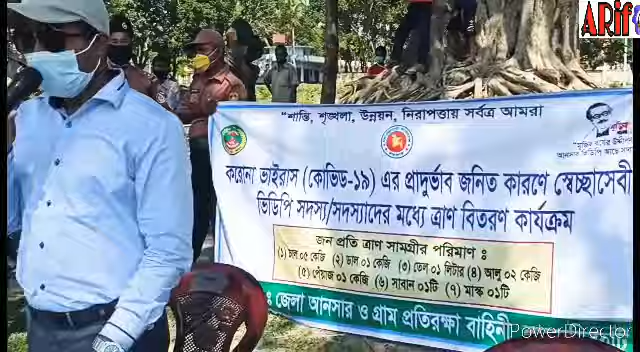 ARif
"শান্তি, শৃঙ্খলা, উন্নয়ন, নিরাপত্তায় সর্বত্র আমরা
করোনা ভাইরাস (কোভিড-১৯) এর প্রাদুর্ভাব জনিত কারণে স্বেচ্ছাসেবী
ভিডিপি সদস্য/সদস্যাদের মধ্যে ত্রাণ বিতরণ কার্যক্রম
জন প্রতি ত্রাণ সামগ্রীর পরিমাণ :
(১) চাল ০৫ কেজি (২) ডাল ০১ কেজি (৩) তেল ০১ লিটার (৪) আলু ০২ কেজি
(৫) পেঁয়াজ ০১ কেজি (৬) সাবান ০১টি (৭) মাস্ক ০১টি
: জেলা আনসার ও গ্রাম প্রতিরক্ষা বাহিনী
PowerDirector